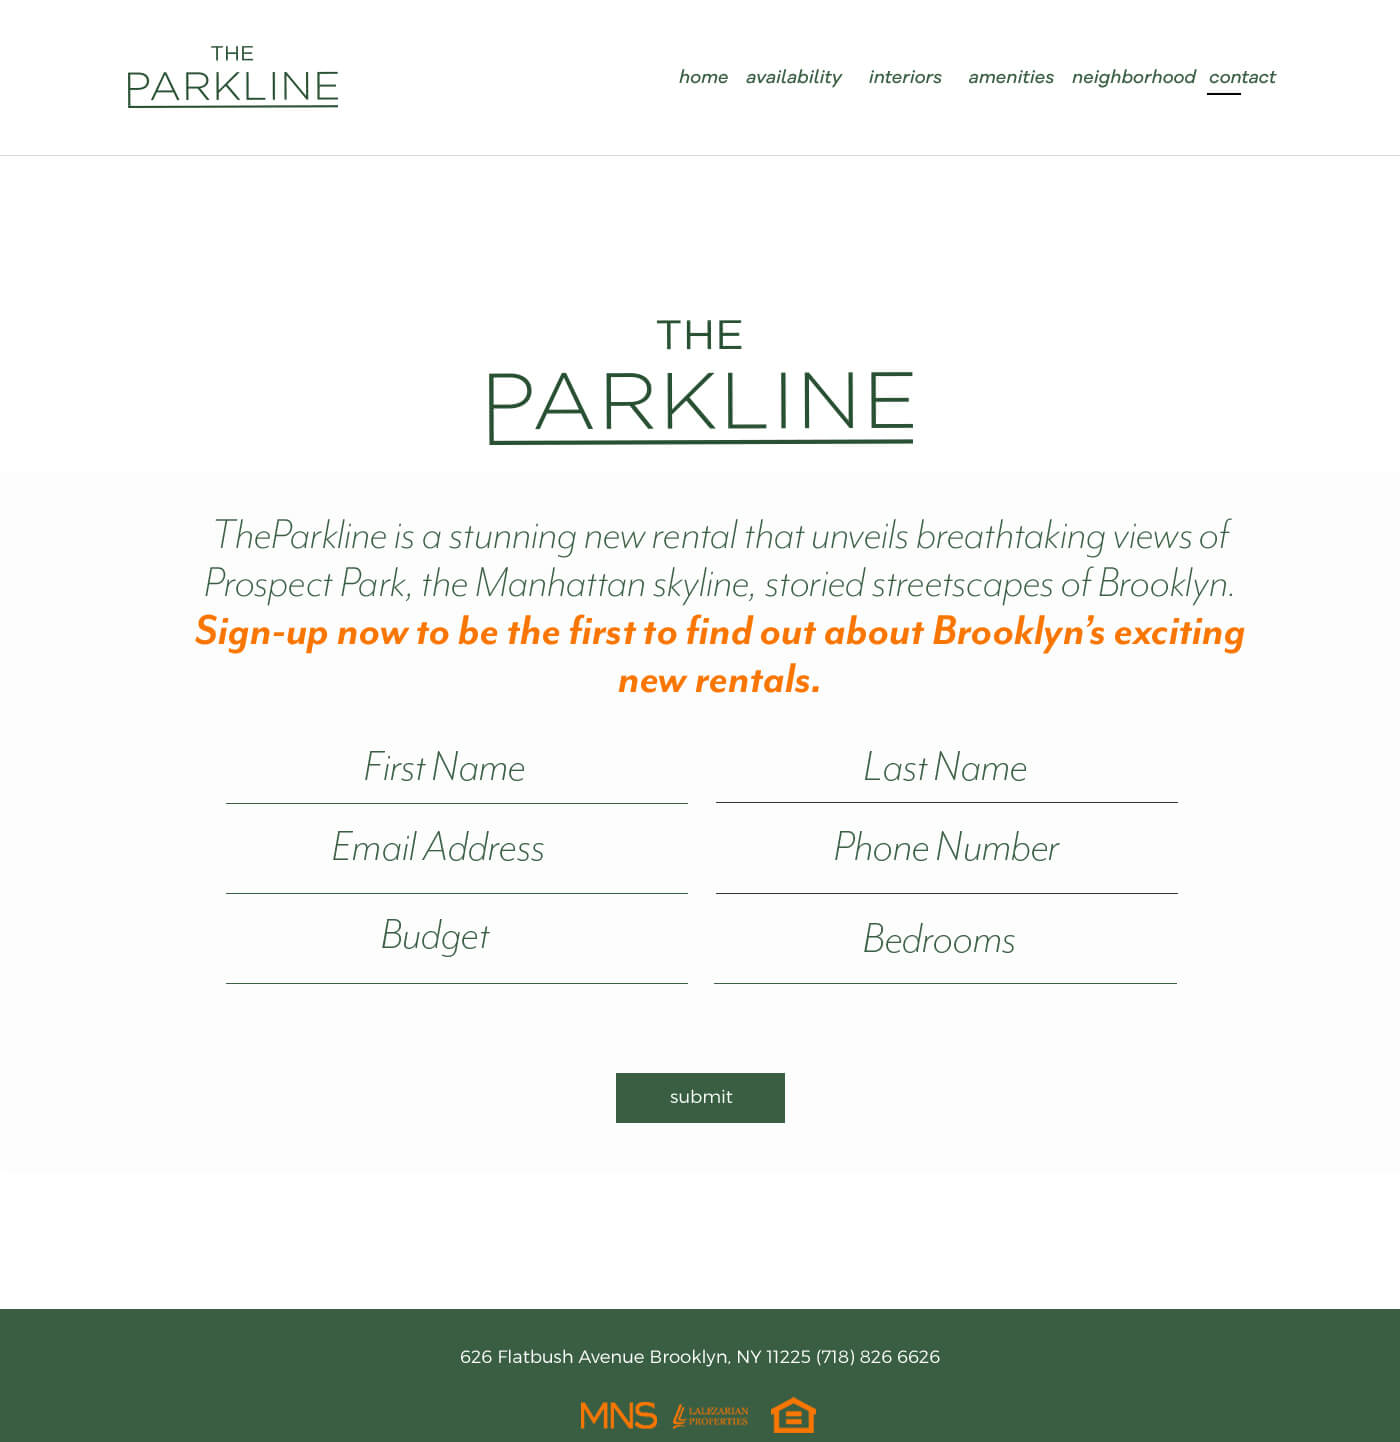 THE
PARKLINE
home availability interiors amenities neighborhood contact
THE
PARKLINE
TheParkline is a stunning new rental that unveils breathtaking views of
Prospect Park, the Manhattan skyline, storied streetscapes of Brooklyn.
Sign-up now to be the first to find out about Brooklyn’s exciting
new rentals.
First Name
Last Name
Email Address
Phone Number
Budget
Bedrooms
submit
626 Flatbush Avenue Brooklyn, NY 11225 (718) 826 6626
MNS
LALEZARIAN
PROPERTIES